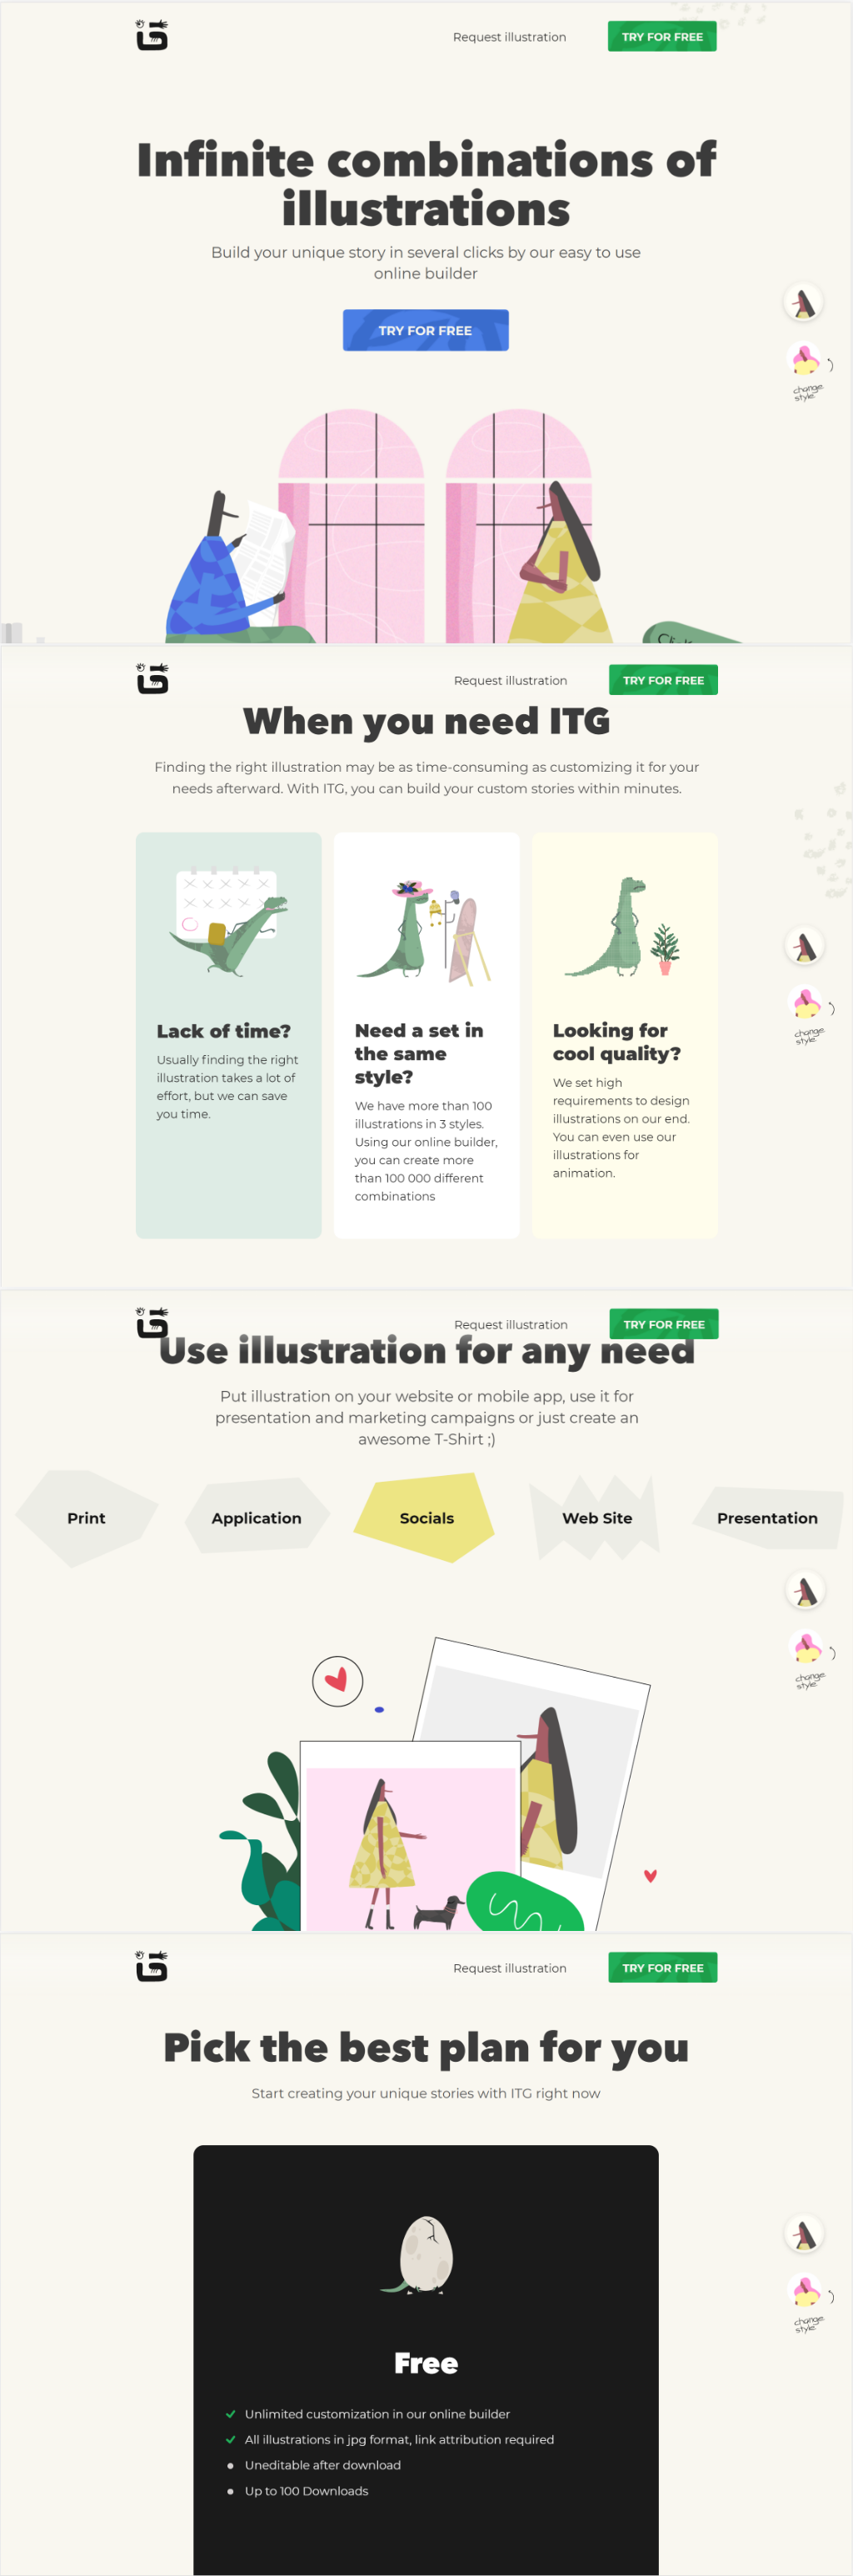 Request illustration
TRY FOR FREE
Infinite combinations of
illustrations
Build your unique story in several clicks by our easy to use
online builder
TRY FOR FREE
change
style
Request illustration
TRY FOR FREE
When you need ITG
Finding the right illustration may be as time-consuming as customizing it for your
needs afterward. With ITG, you can build your custom stories within minutes.
Lack of time?
Usually finding the right
illustration takes a lot of
effort, but we can save
you time.
Need a set in
the same
style?
We have more than 100
illustrations in 3 styles.
Using our online builder,
you can create more
than 100 000 different
combinations
Looking for
cool quality?
We set high
requirements to design
illustrations on our end.
You can even use our
illustrations for
animation.
change
style
Request illustration
TRY FOR FREE
Use illustration for any need
Put illustration on your website or mobile app, use it for
presentation and marketing campaigns or just create an
awesome T-Shirt ;)
Print
Application
Socials
Web Site
Presentation
change
style
Request illustration
TRY FOR FREE
Pick the best plan for you
Start creating your unique stories with ITG right now
change
style
Free
Unlimited customization in our online builder
All illustrations in jpg format, link attribution required
Uneditable after download
Up to 100 Downloads